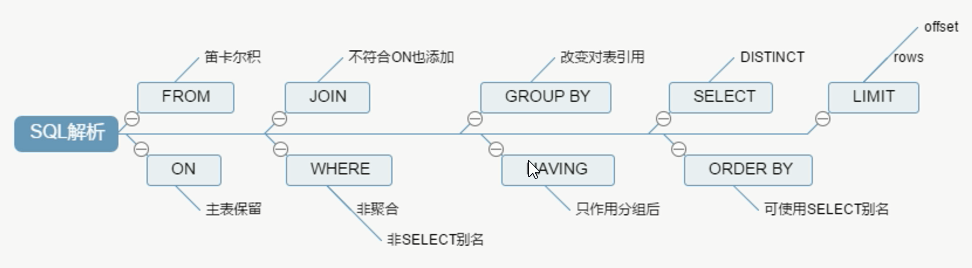 SQL解析
FROM
笛卡尔积
ON
主表保留
JOIN
不符合ON也添加
WHERE
非聚合
非SELECT别名
GROUP BY
改变对表引用
HAVING
只作用分组后
SELECT
DISTINCT
ORDER BY
可使用SELECT别名
LIMIT
offset
rows